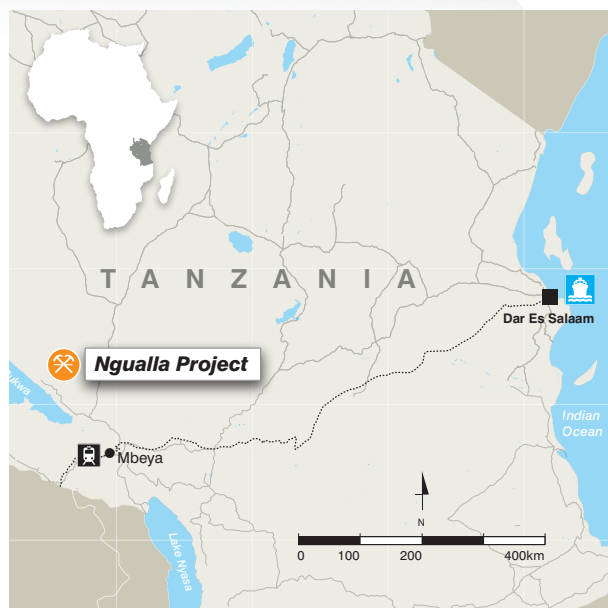 TANZANIA
Dar Es Salaam
Ngualla Project
Indian
Ocean
Mbeya
Lake Nyasa
N
0 100 200 400km